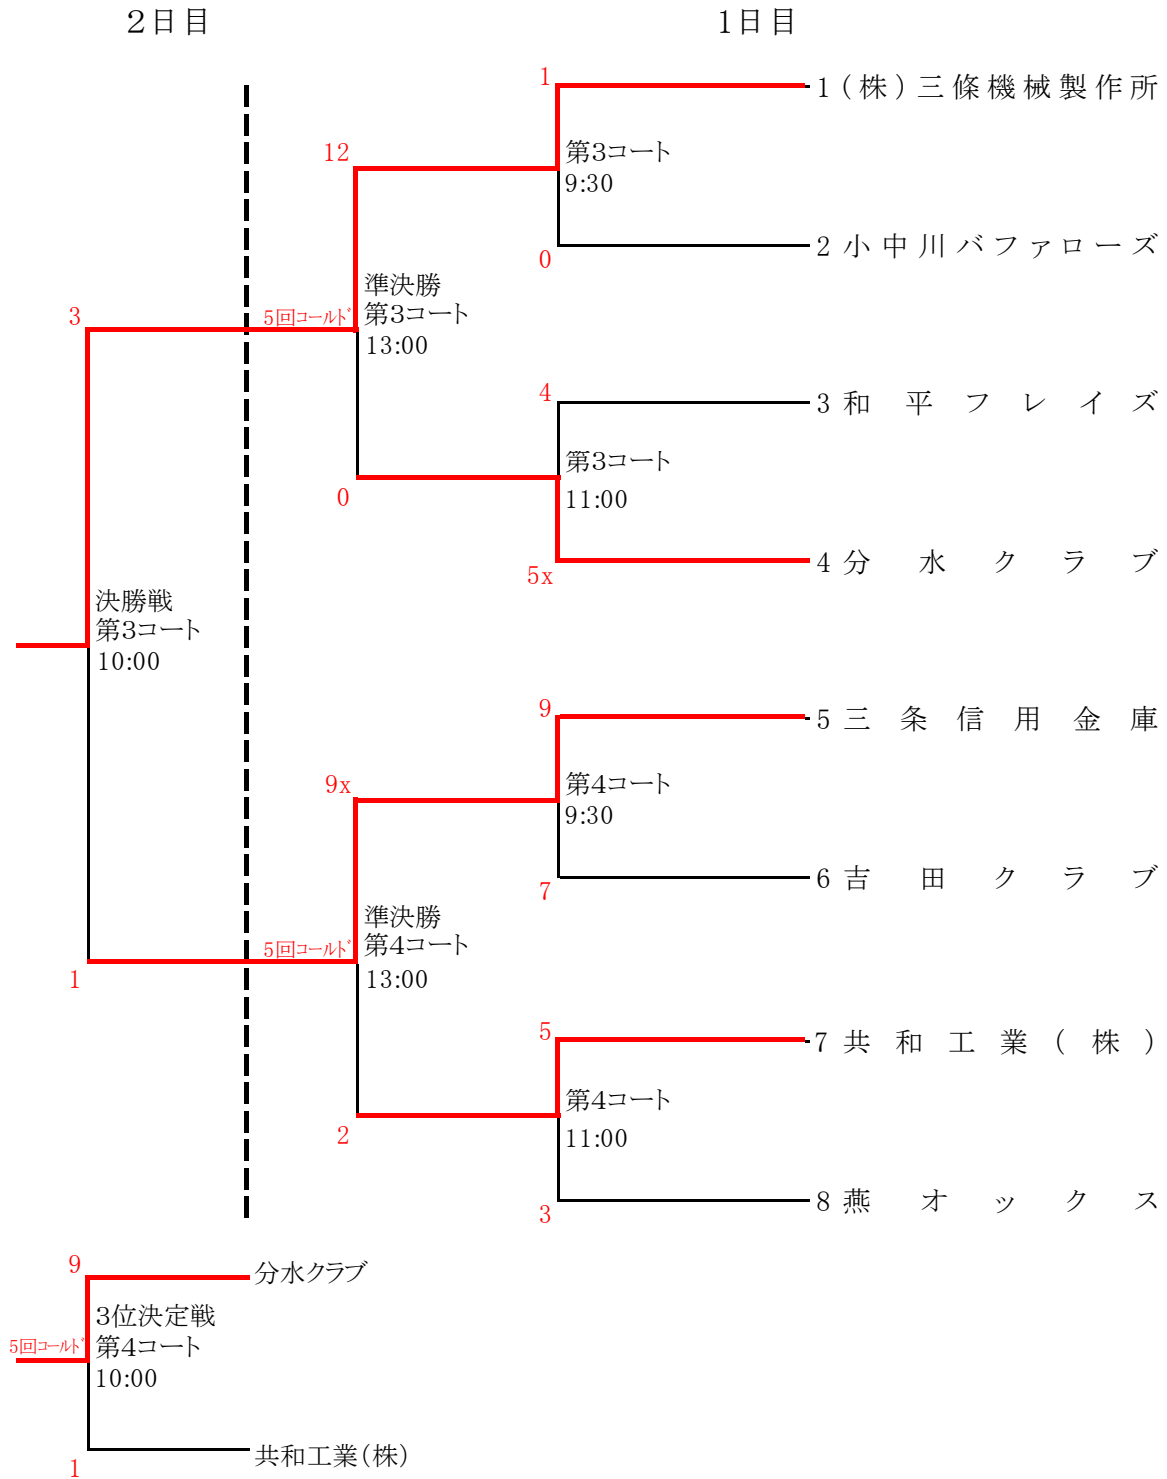 ２日目
１日目
1
1 (株)三條機械製作所
12
第３コート
9:30
2 小中川バファローズ
0
準決勝
3
5回コールド
第３コート
13:00
4
3 和平フレイズ
第３コート
0
11:00
4 分水クラブ
5x
決勝戦
第３コート
10:00
9
5 三条信用金庫
9x
第４コート
9:30
6 吉田クラブ
7
準決勝
5回コールド
第４コート
1
13:00
5
7 共和工業(株)
第４コート
2
11:00
8 燕オックス
3
9
分水クラブ
３位決定戦
5回コールド
第４コート
10:00
共和工業(株)
1